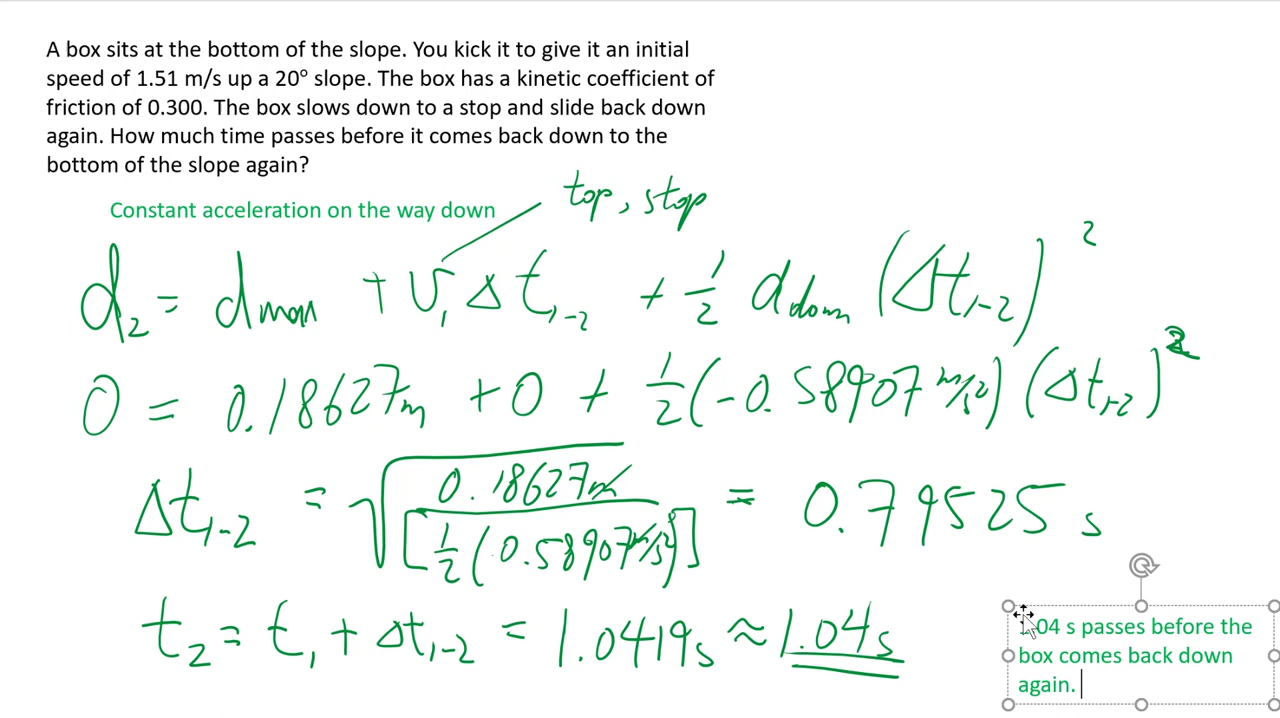 A box sits at the bottom of the slope. You kick it to give it an initial
speed of 1.51 m/s up a 20° slope. The box has a kinetic coefficient of
friction of 0.300. The box slows down to a stop and slide back down
again. How much time passes before it comes back down to the
bottom of the slope again?
top, stop
Constant acceleration on the way down
d₂ = dmax + v₁ Δt₁₋₂ + 1/2 adown (Δt₁₋₂)²
0 = 0.18627m + 0 + 1/2 (-0.58907 m/s²) (Δt₁₋₂)²
Δt₁₋₂ = √(0.18627m / [1/2 (0.58907m/s²)]) = 0.79525 s
t₂ = t₁ + Δt₁₋₂ = 1.0419s ≈ 1.04s
1.04 s passes before the
box comes back down
again.